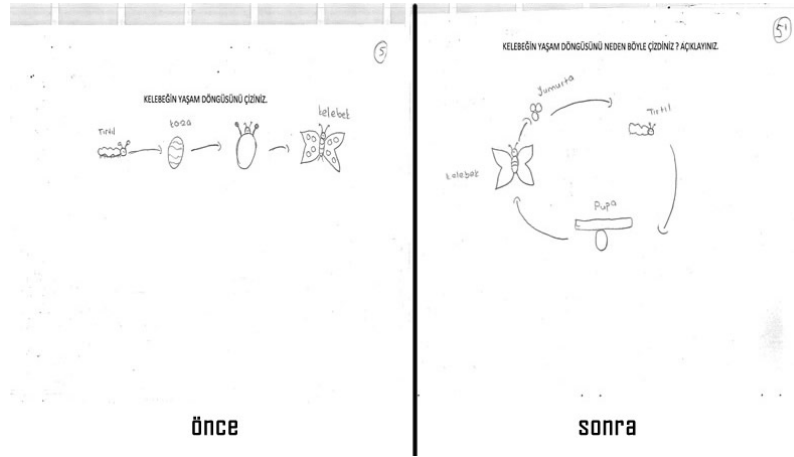 5
KELEBEĞİN YAŞAM DÖNGÜSÜNÜ ÇİZİNİZ.
Tırtıl
koza
kelebek
önce
5'
KELEBEĞİN YAŞAM DÖNGÜSÜNÜ NEDEN BÖYLE ÇİZDİNİZ ? AÇIKLAYINIZ.
yumurta
Tırtıl
Pupa
kelebek
sonra